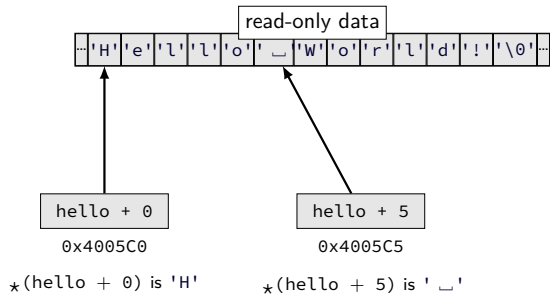 read-only data
... 'H' 'e' 'l' 'l' 'o' '␣' 'W' 'o' 'r' 'l' 'd' '!' '\0' ...
hello + 0 hello + 5
0x4005C0 0x4005C5
*(hello + 0) is 'H' *(hello + 5) is '␣'